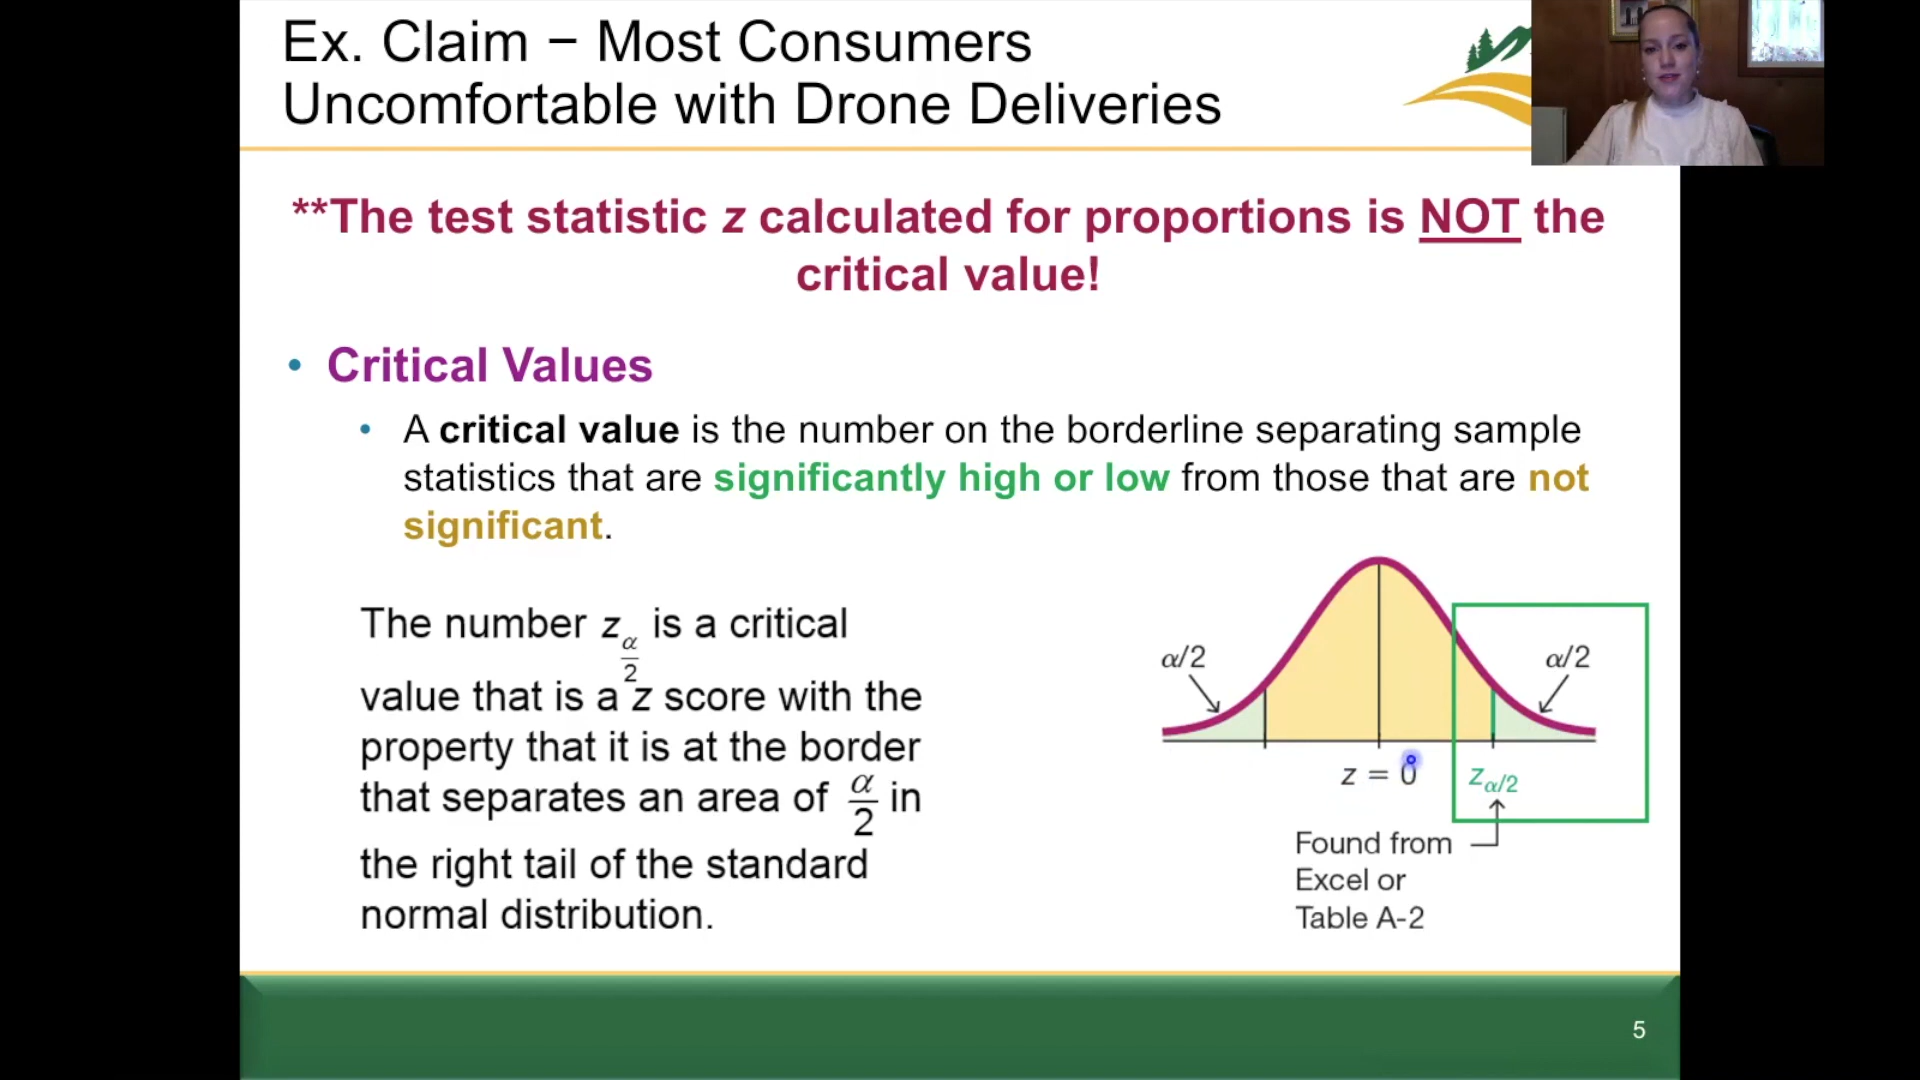 Ex. Claim – Most Consumers
Uncomfortable with Drone Deliveries
**The test statistic z calculated for proportions is NOT the
critical value!
• Critical Values
• A critical value is the number on the borderline separating sample
statistics that are significantly high or low from those that are not
significant.
The number z α/2 is a critical
value that is a z score with the
property that it is at the border
that separates an area of α/2 in
the right tail of the standard
normal distribution.
α/2
α/2
z = 0
zα/2
Found from
Excel or
Table A-2
5